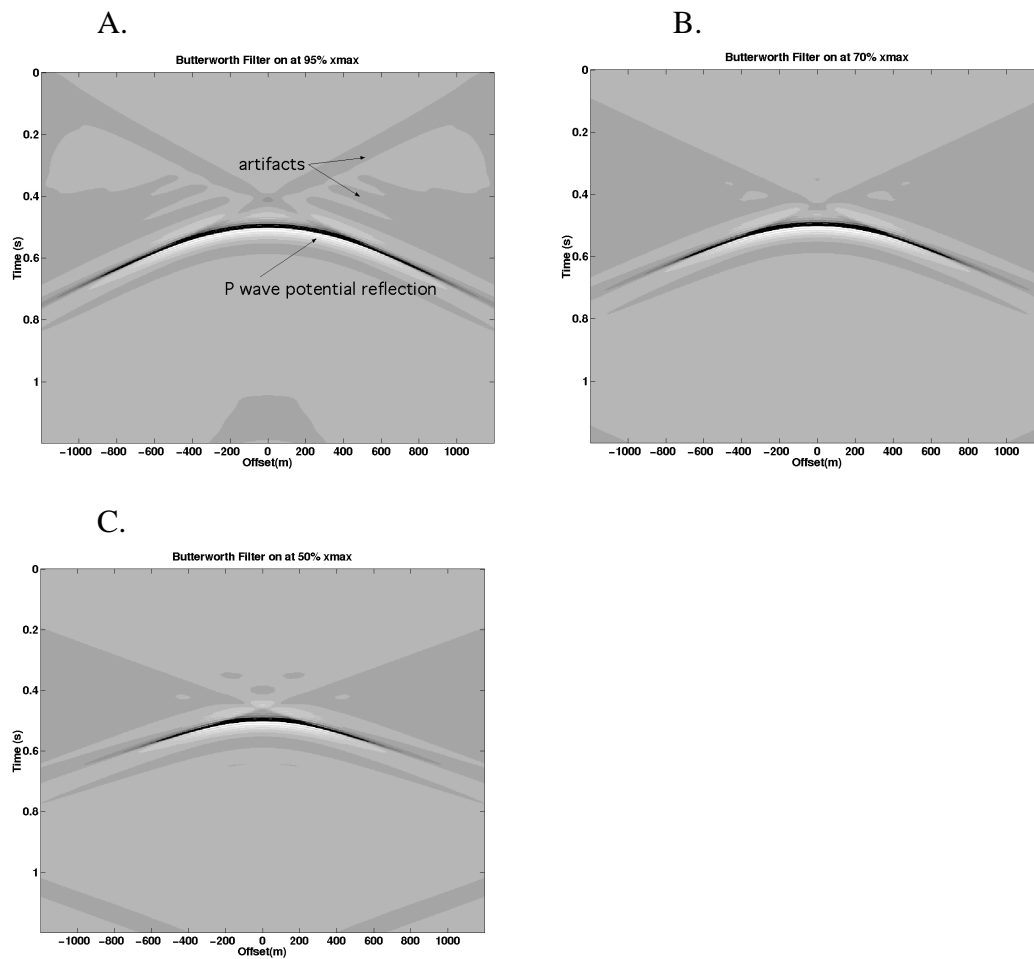 A.
Butterworth Filter on at 95% xmax
0
0.2
0.4
0.6
0.8
1
Time (s)
artifacts
P wave potential reflection
−1000 −800 −600 −400 −200 0 200 400 600 800 1000
Offset(m)
B.
Butterworth Filter on at 70% xmax
0
0.2
0.4
0.6
0.8
1
Time (s)
−1000 −800 −600 −400 −200 0 200 400 600 800 1000
Offset(m)
C.
Butterworth Filter on at 50% xmax
0
0.2
0.4
0.6
0.8
1
Time (s)
−1000 −800 −600 −400 −200 0 200 400 600 800 1000
Offset(m)